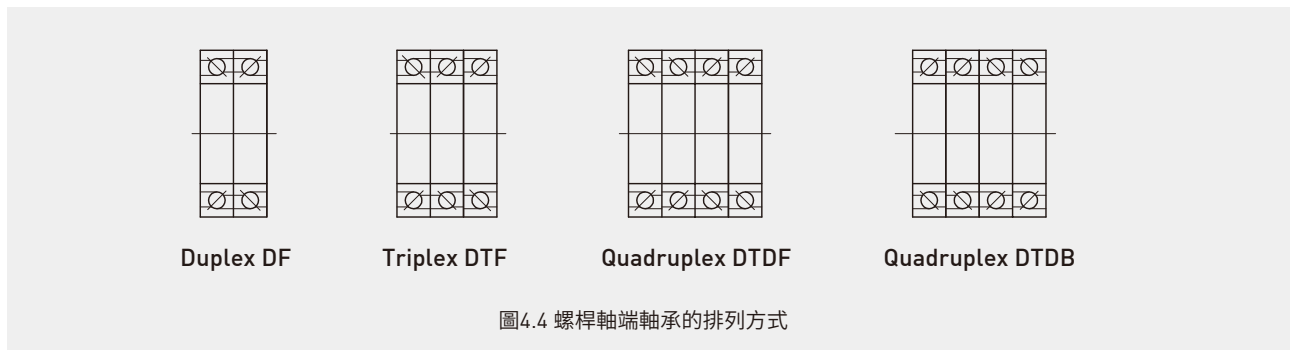 Duplex DF
Triplex DTF
Quadruplex DTDF
Quadruplex DTDB
圖4.4 螺桿軸端軸承的排列方式